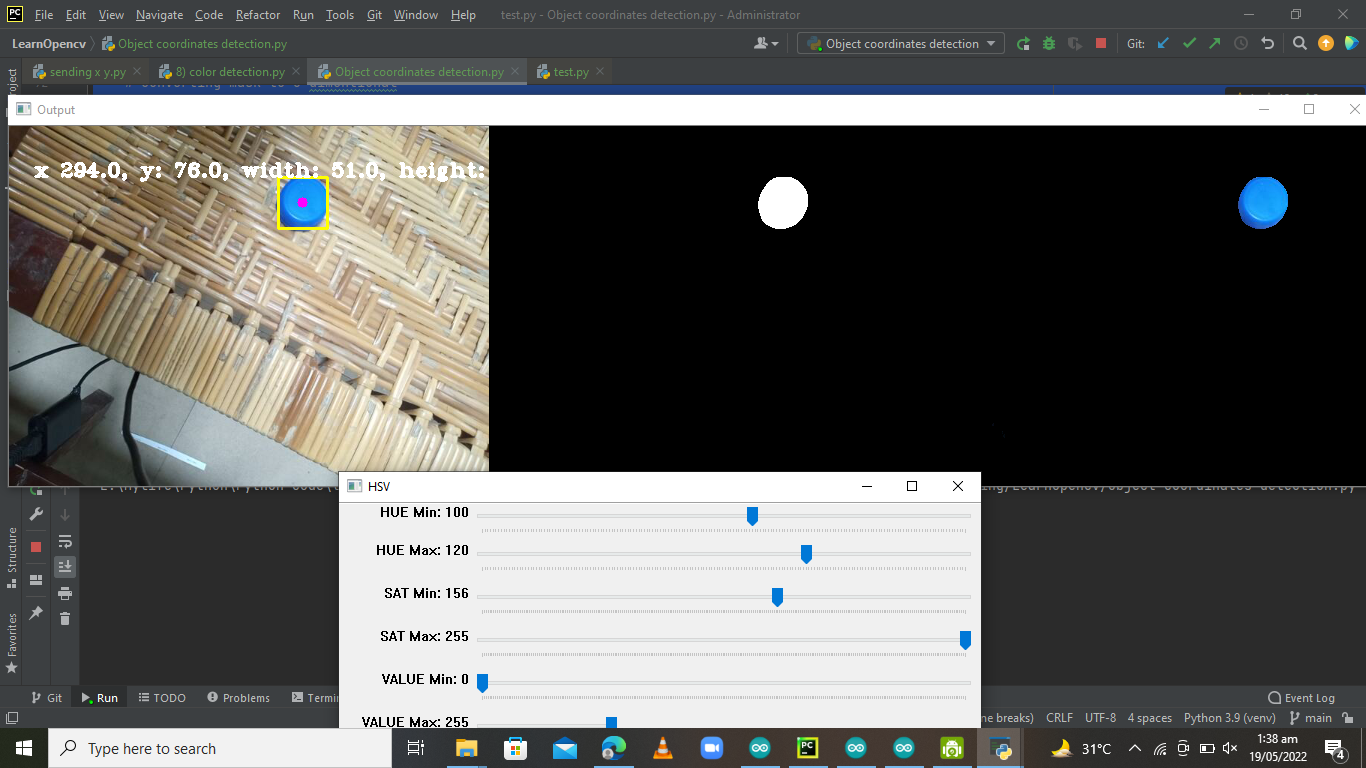 File Edit View Navigate Code Refactor Run Tools Git Window Help test.py - Object coordinates detection.py - Administrator
LearnOpencv Object coordinates detection.py Object coordinates detection Git:
sending x y.py 8) color detection.py Object coordinates detection.py test.py
Output
x 294.0, y: 76.0, width: 51.0, height:
HSV
HUE Min: 100
HUE Max: 120
SAT Min: 156
SAT Max: 255
VALUE Min: 0
VALUE Max: 255
Structure
Favorites
Git Run TODO Problems Event Log
CRLF UTF-8 4 spaces Python 3.9 (venv) main
Type here to search
31°C
1:38 am
19/05/2022
4